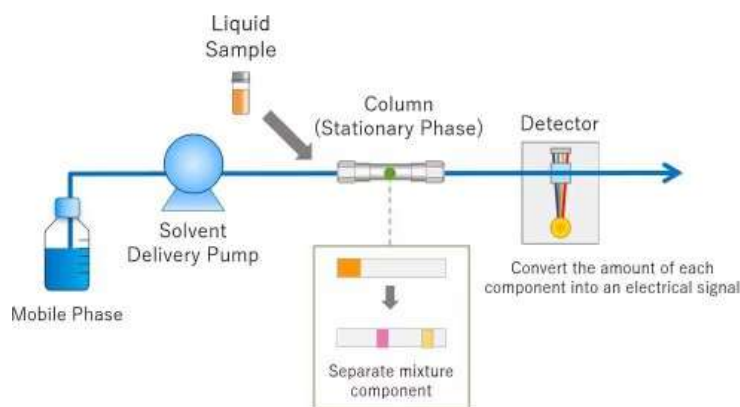 Liquid
Sample
Column
(Stationary Phase)
Detector
Solvent
Delivery Pump
Mobile Phase
Convert the amount of each
component into an electrical signal
Separate mixture
component